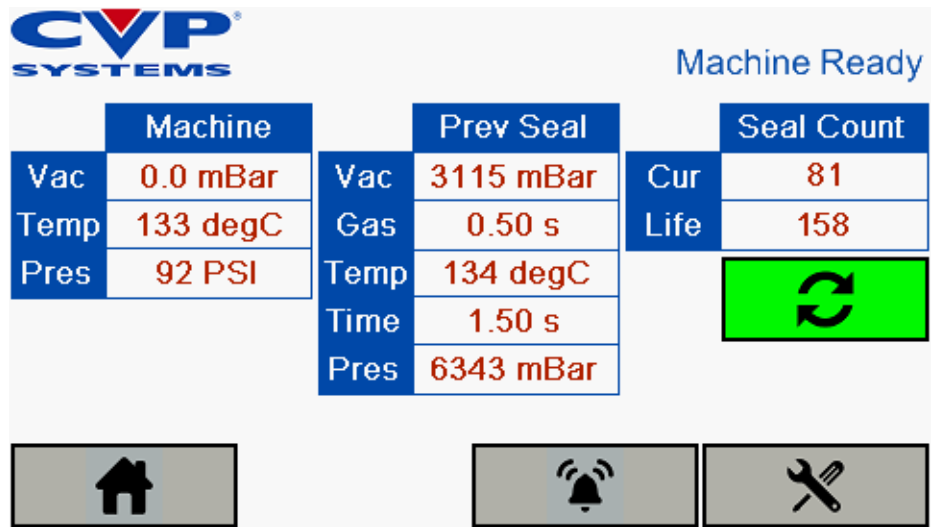 CVP®
SYSTEMS
Machine Ready
Machine
Vac 0.0 mBar
Temp 133 degC
Pres 92 PSI
Prev Seal
Vac 3115 mBar
Gas 0.50 s
Temp 134 degC
Time 1.50 s
Pres 6343 mBar
Seal Count
Cur 81
Life 158